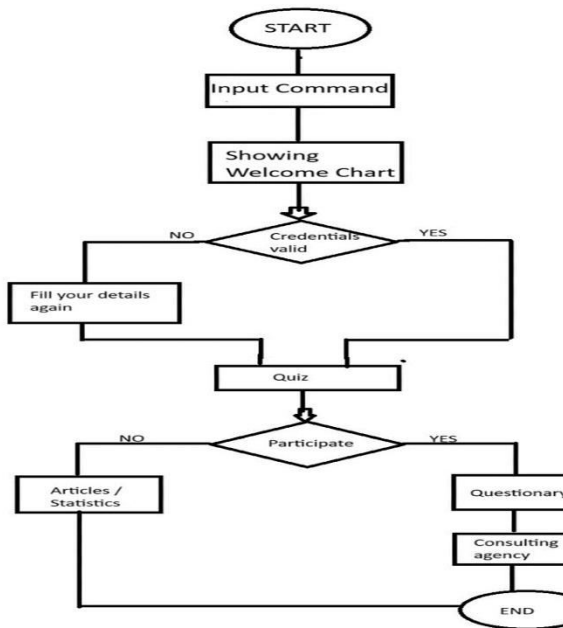 START
Input Command
Showing
Welcome Chart
NO
Credentials
valid
YES
Fill your details
again
Quiz
NO
Participate
YES
Articles /
Statistics
Questionary
Consulting
agency
END